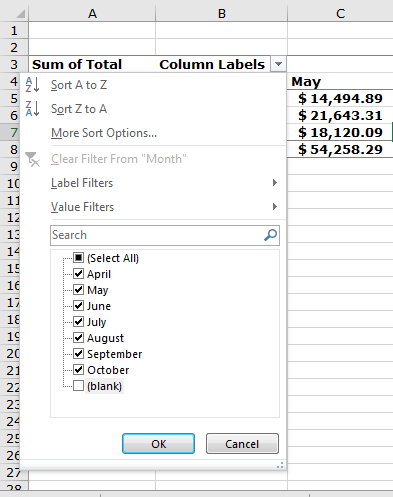 A B C
1
2
3 Sum of Total Column Labels
4 May
5 $ 14,494.89
6 $ 21,643.31
7 $ 18,120.09
8 $ 54,258.29
9
10
11
12
13
14
15
16
17
18
19
20
21
22
23
24
25
26
27
28
A Z Sort A to Z
Z A Sort Z to A
More Sort Options...
Clear Filter From "Month"
Label Filters
Value Filters
Search
(Select All)
April
May
June
July
August
September
October
(blank)
OK Cancel